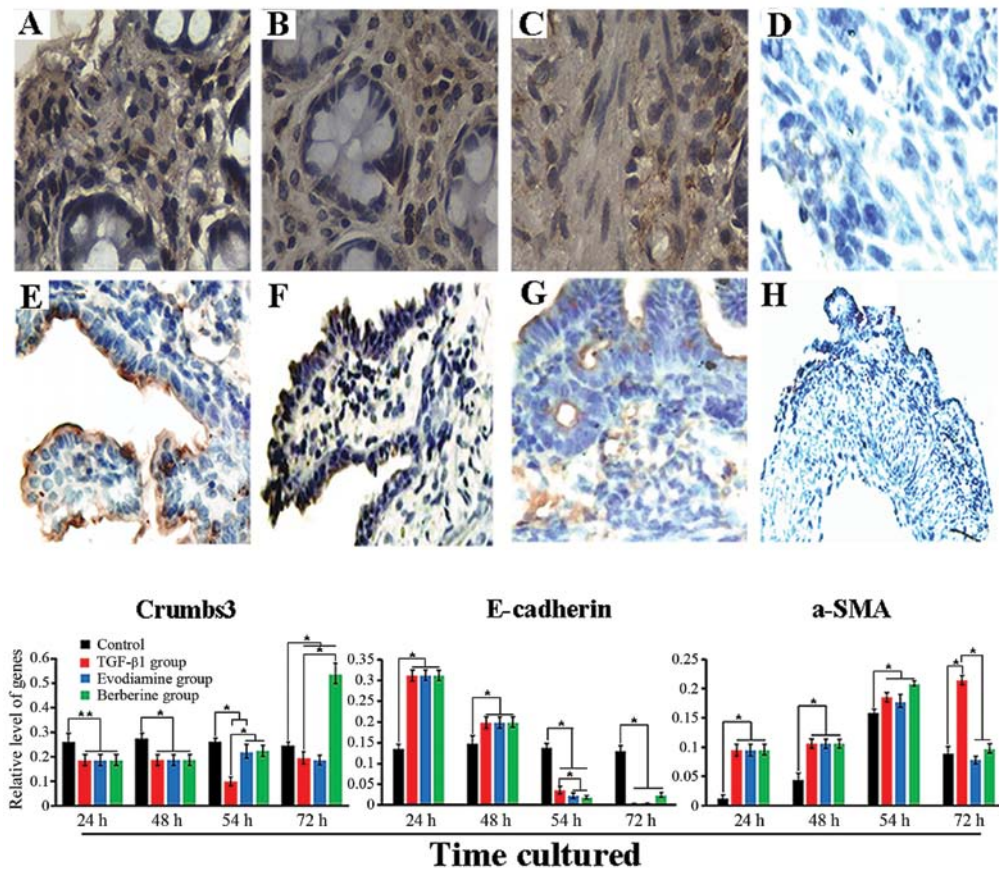 A B C D
E F G H
Crumbs3 E-cadherin a-SMA
Relative level of genes
Control
TGF-β1 group
Evodiamine group
Berberine group
0.6
0.5
0.4
0.3
0.2
0.1
0
** * * * * * *
24 h 48 h 54 h 72 h
0.35
0.3
0.25
0.2
0.15
0.1
0.05
0
* * * * *
24 h 48 h 54 h 72 h
0.25
0.2
0.15
0.1
0.05
0
* * * * *
24 h 48 h 54 h 72 h
Time cultured